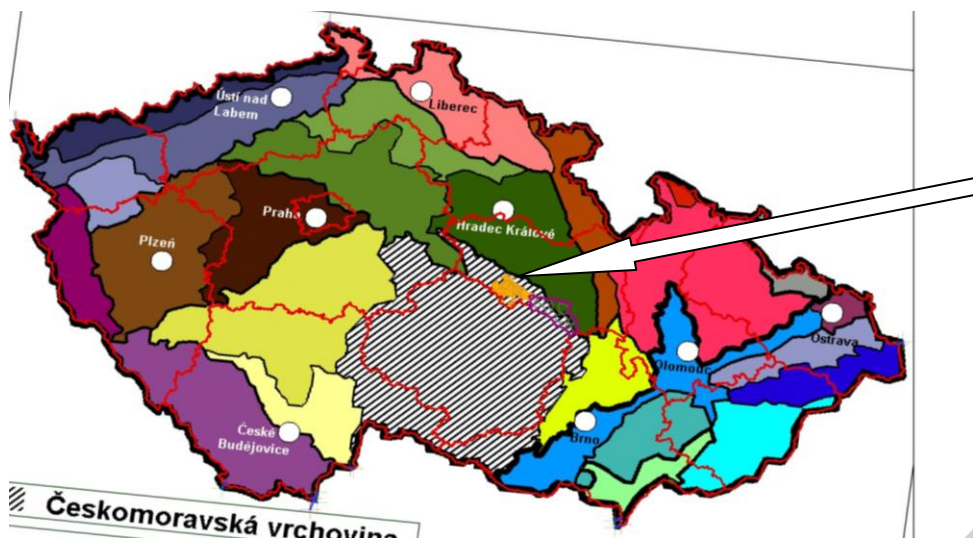 Ústí nad
Labem
Liberec
Praha
Hradec Králové
Plzeň
Ostrava
Olomouc
Brno
České
Budějovice
Českomoravská vrchovina